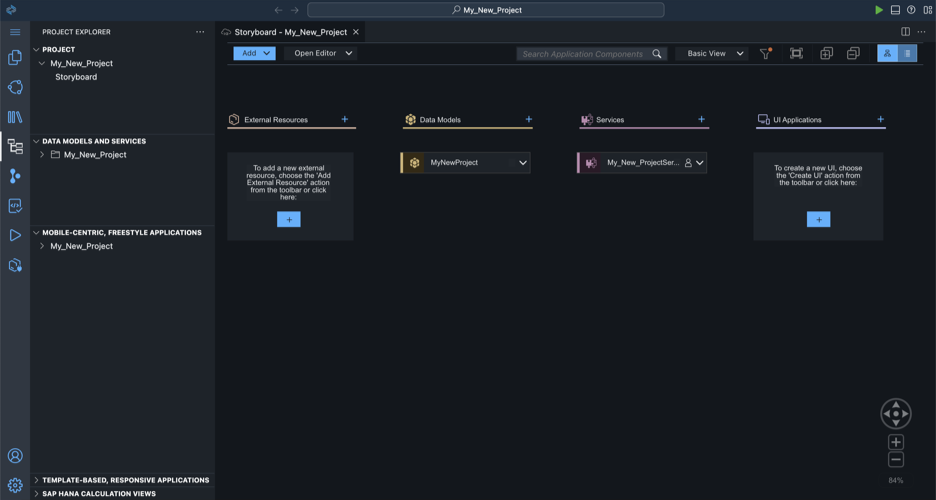 My_New_Project
PROJECT EXPLORER
Storyboard - My_New_Project
PROJECT
My_New_Project
Storyboard
DATA MODELS AND SERVICES
My_New_Project
MOBILE-CENTRIC, FREESTYLE APPLICATIONS
My_New_Project
TEMPLATE-BASED, RESPONSIVE APPLICATIONS
SAP HANA CALCULATION VIEWS
Add
Open Editor
Search Application Components
Basic View
External Resources
To add a new external
resource, choose the 'Add
External Resource' action
from the toolbar or click
here:
Data Models
MyNewProject
Services
My_New_ProjectSer...
UI Applications
To create a new UI, choose
the 'Create UI' action from
the toolbar or click here:
84%